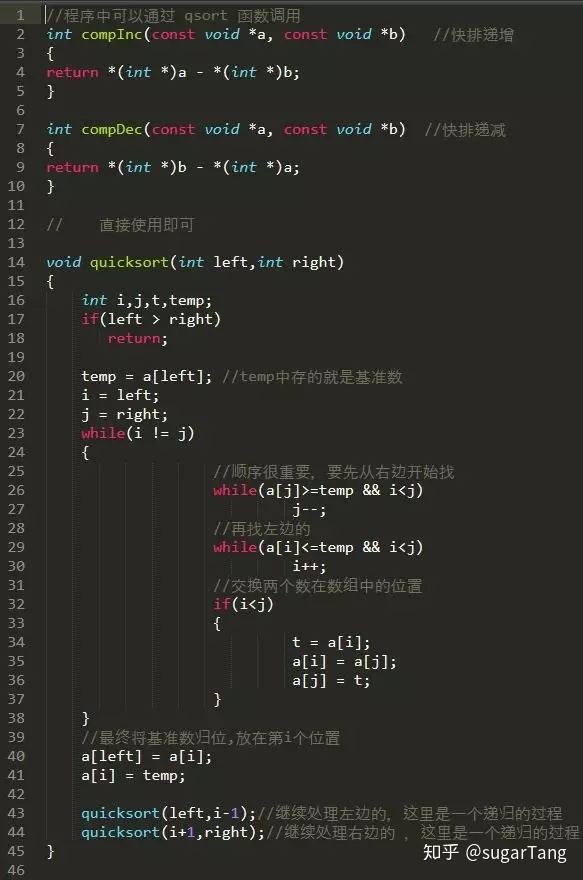 1 //程序中可以通过 qsort 函数调用
2 int compInc(const void *a, const void *b)   //快排递增
3 {
4 return *(int *)a - *(int *)b;
5 }
6
7 int compDec(const void *a, const void *b)  //快排递减
8 {
9 return *(int *)b - *(int *)a;
10 }
11
12 //    直接使用即可
13
14 void quicksort(int left,int right)
15 {
16     int i,j,t,temp;
17     if(left > right)
18        return;
19
20     temp = a[left]; //temp中存的就是基准数
21     i = left;
22     j = right;
23     while(i != j)
24     {
25                    //顺序很重要, 要先从右边开始找
26                    while(a[j]>=temp && i<j)
27                            j--;
28                    //再找左边的
29                    while(a[i]<=temp && i<j)
30                            i++;
31                    //交换两个数在数组中的位置
32                    if(i<j)
33                    {
34                            t = a[i];
35                            a[i] = a[j];
36                            a[j] = t;
37                    }
38     }
39     //最终将基准数归位,放在第i个位置
40     a[left] = a[i];
41     a[i] = temp;
42
43     quicksort(left,i-1);//继续处理左边的, 这里是一个递归的过程
44     quicksort(i+1,right);//继续处理右边的 , 这里是一个递归的过程
45 }
知乎 @sugarTang
46